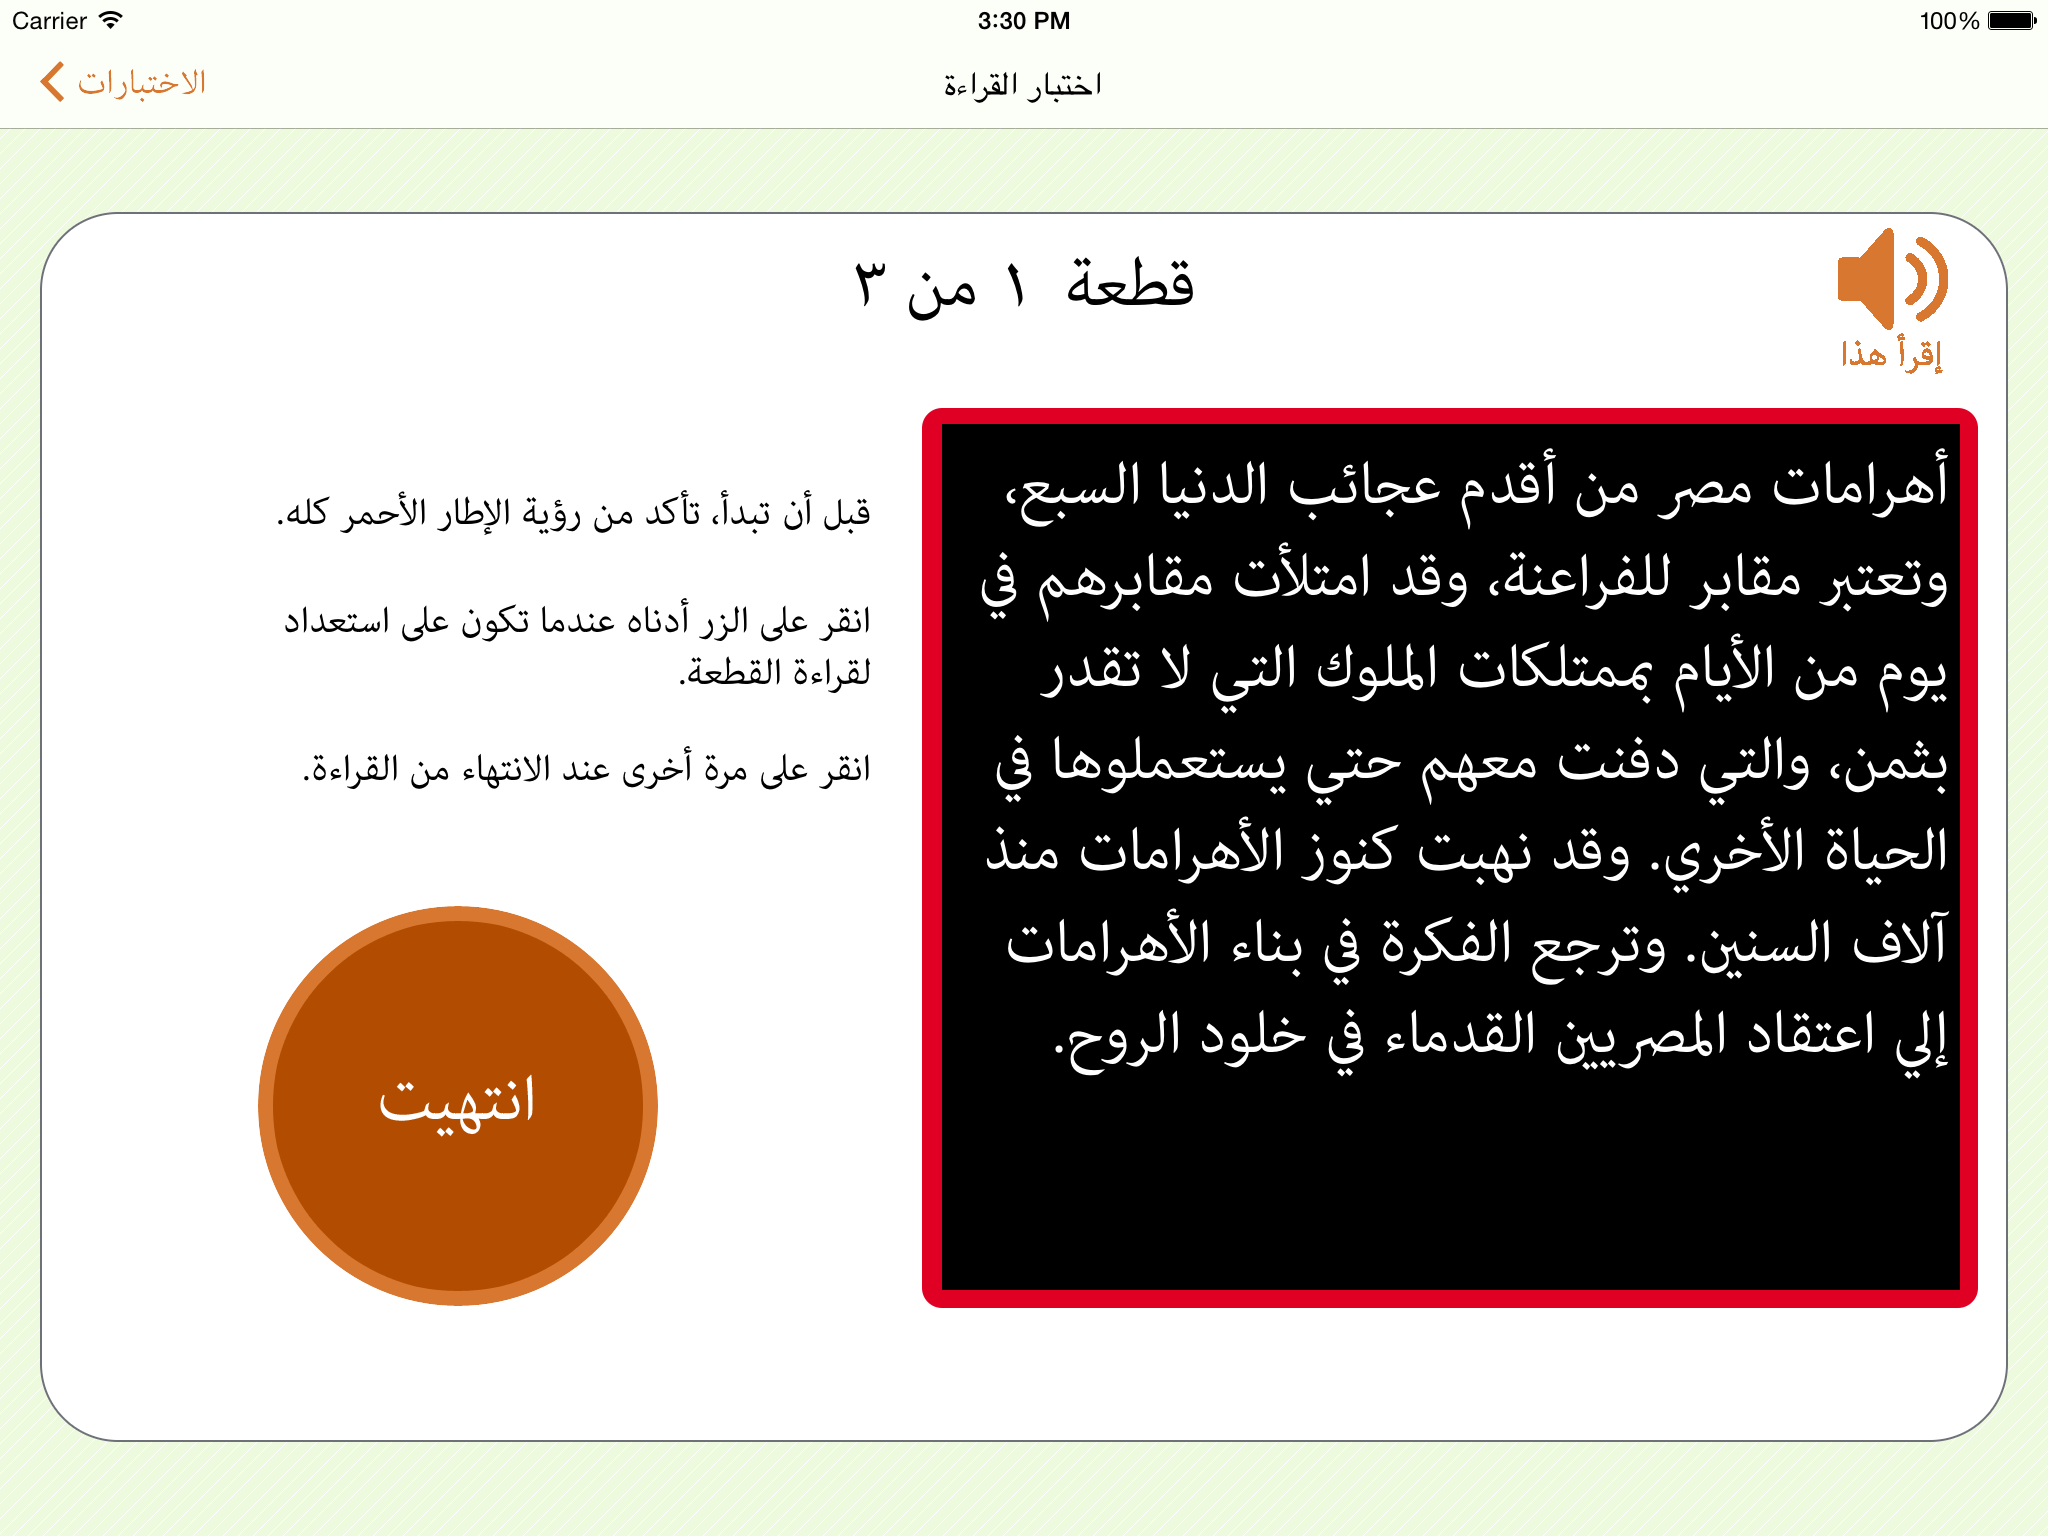 Carrier 3:30 PM 100%
الاختبارات
اختبار القراءة
قطعة ١ من ٣
إقرأ هذا
أهرامات مصر من أقدم عجائب الدنيا السبع،
وتعتبر مقابر للفراعنة، وقد امتلأت مقابرهم في
يوم من الأيام بممتلكات الملوك التي لا تقدر
بثمن، والتي دفنت معهم حتي يستعملوها في
الحياة الأخري. وقد نهبت كنوز الأهرامات منذ
آلاف السنين. وترجع الفكرة في بناء الأهرامات
إلي اعتقاد المصريين القدماء في خلود الروح.
قبل أن تبدأ، تأكد من رؤية الإطار الأحمر كله.
انقر على الزر أدناه عندما تكون على استعداد
لقراءة القطعة.
انقر على مرة أخرى عند الانتهاء من القراءة.
انتهيت